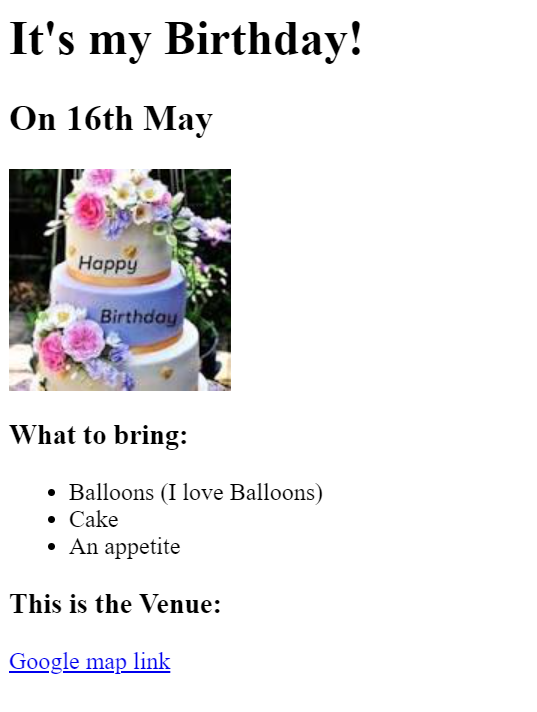 It's my Birthday!
On 16th May
Happy
Birthday
What to bring:
Balloons (I love Balloons)
Cake
An appetite
This is the Venue:
Google map link